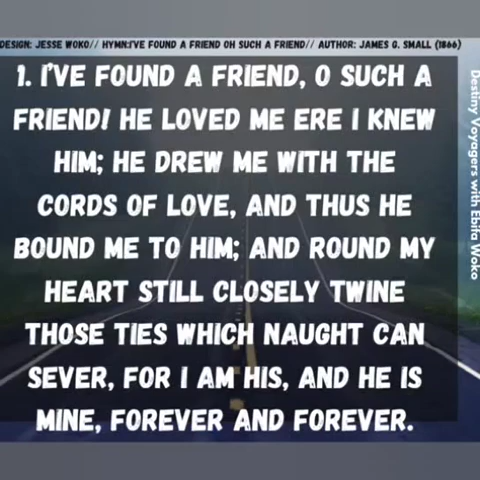 DESIGN: JESSE WOKO// HYMN:I'VE FOUND A FRIEND OH SUCH A FRIEND// AUTHOR: JAMES G. SMALL (1866)
1. I'VE FOUND A FRIEND, O SUCH A
FRIEND! HE LOVED ME ERE I KNEW
HIM; HE DREW ME WITH THE
CORDS OF LOVE, AND THUS HE
BOUND ME TO HIM; AND ROUND MY
HEART STILL CLOSELY TWINE
THOSE TIES WHICH NAUGHT CAN
SEVER, FOR I AM HIS, AND HE IS
MINE, FOREVER AND FOREVER.
Destiny Voyagers with Ebita Woko